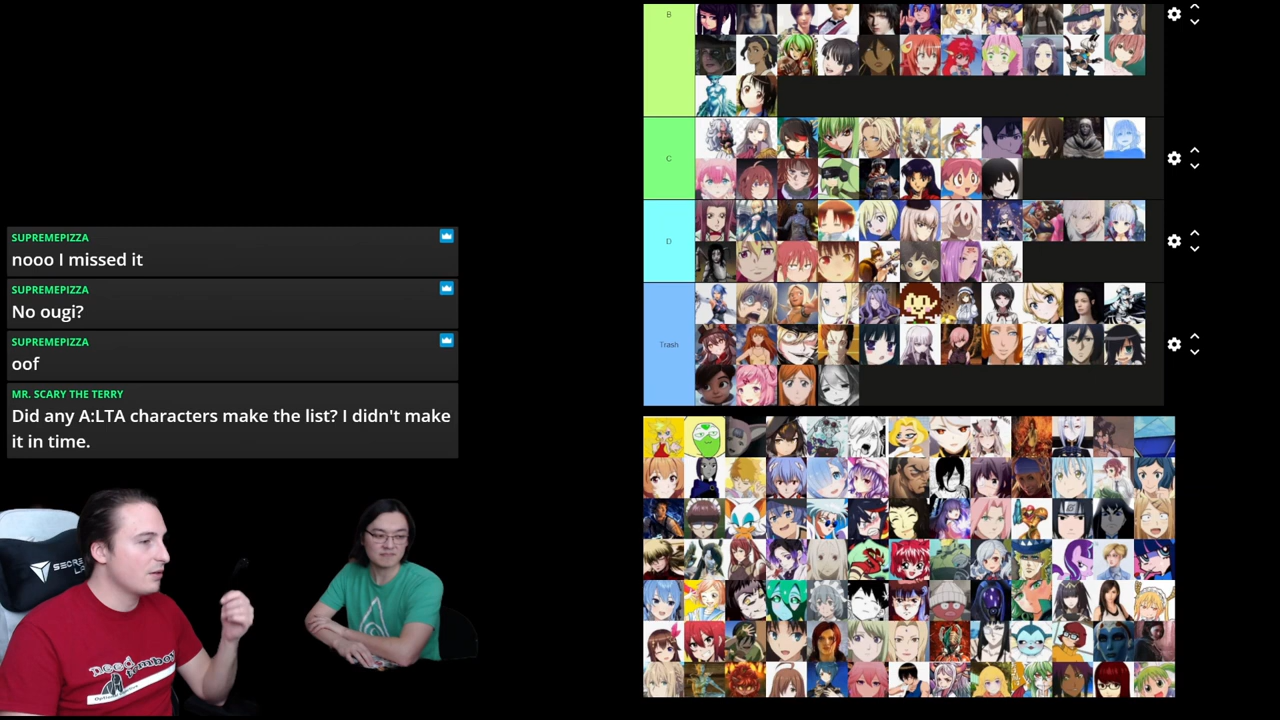 B
SUPREMEPIZZA
nooo I missed it
SUPREMEPIZZA
No ougi?
SUPREMEPIZZA
oof
MR. SCARY THE TERRY
Did any A:LTA characters make the list? I didn't make
it in time.
C
D
Trash